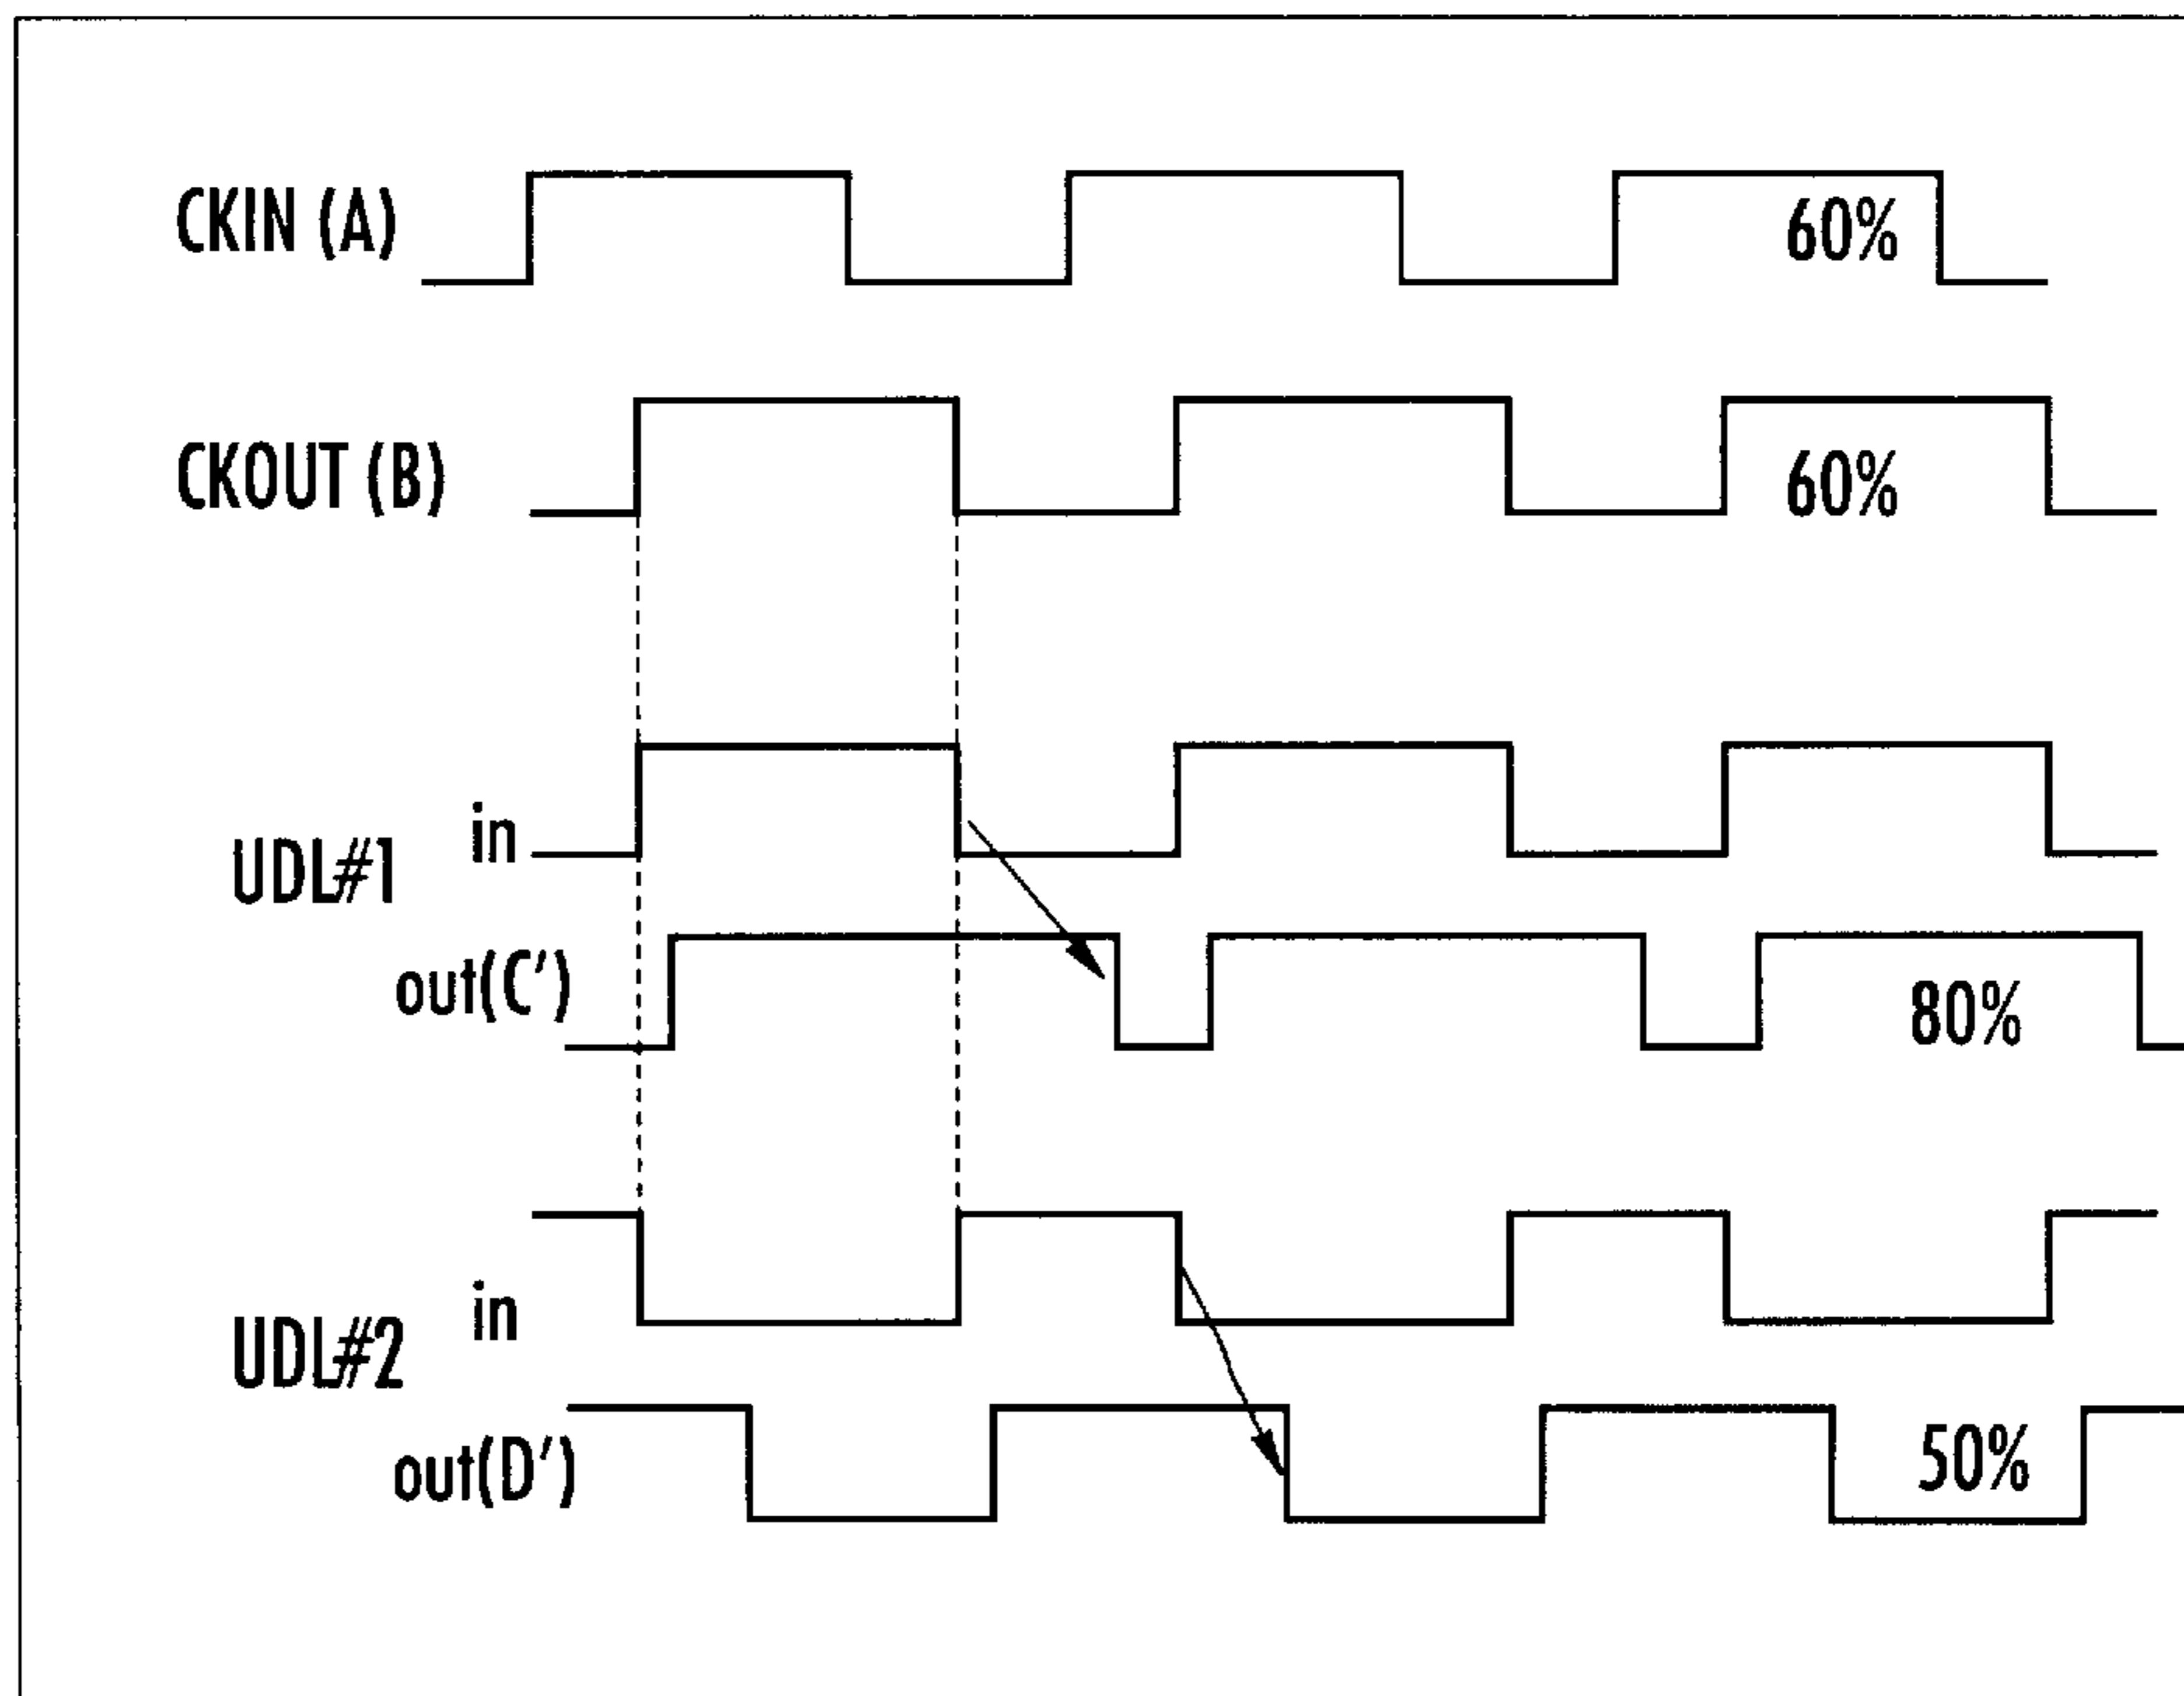 CKIN (A)
60%
CKOUT (B)
60%
UDL#1
in
out(C′)
80%
UDL#2
in
out(D′)
50%